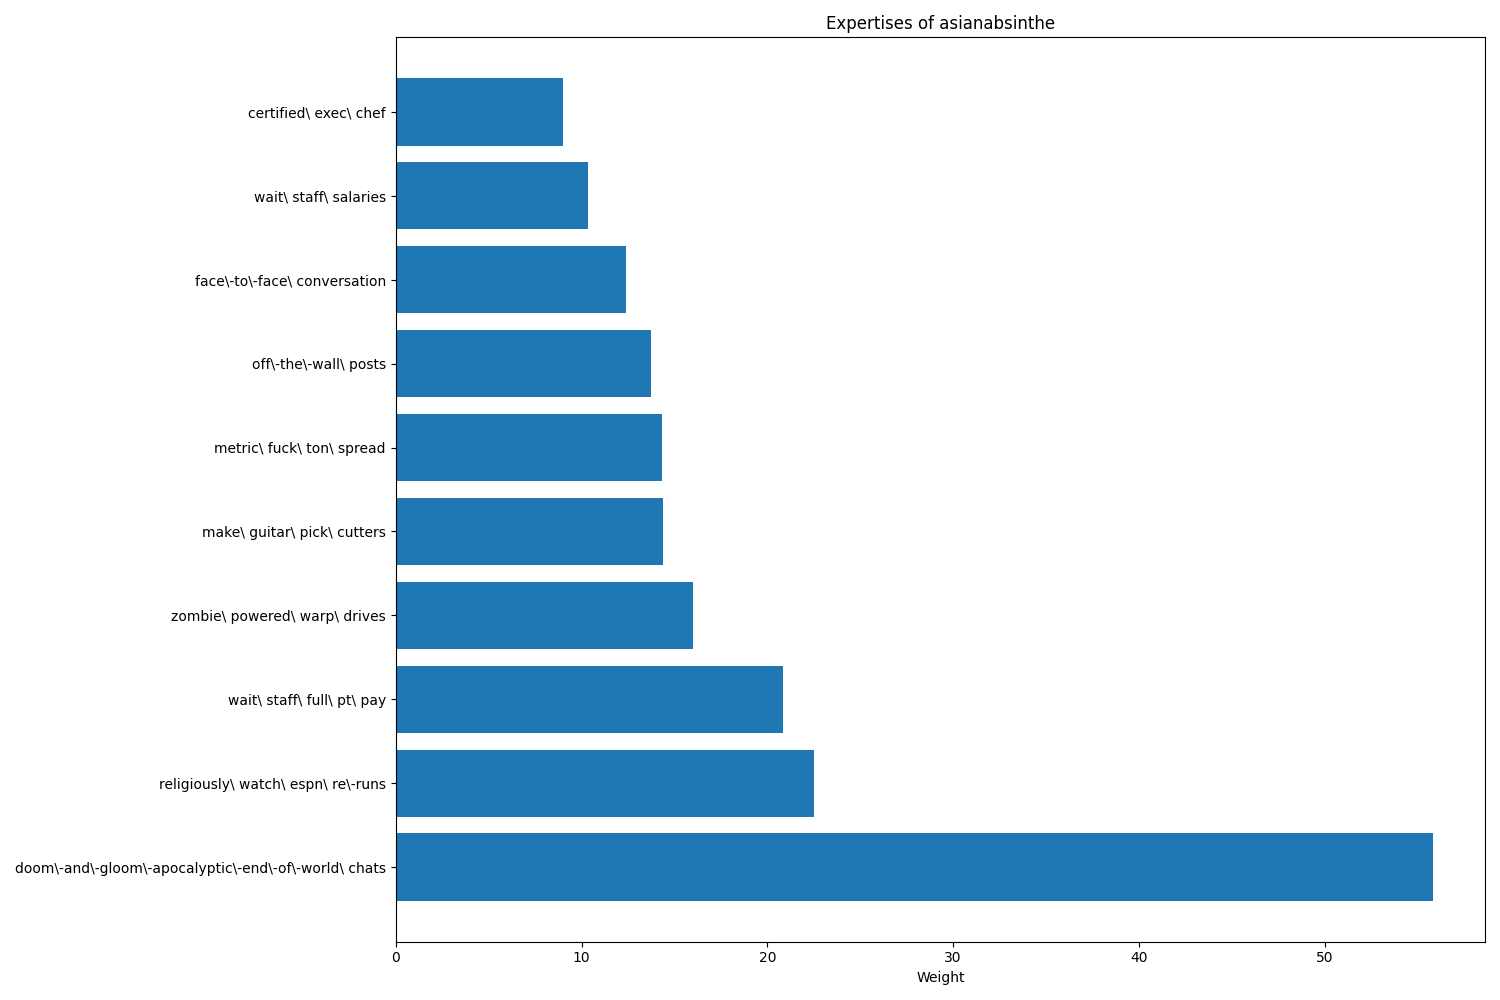 Expertises of asianabsinthe
certified\ exec\ chef
wait\ staff\ salaries
face\-to\-face\ conversation
off\-the\-wall\ posts
metric\ fuck\ ton\ spread
make\ guitar\ pick\ cutters
zombie\ powered\ warp\ drives
wait\ staff\ full\ pt\ pay
religiously\ watch\ espn\ re\-runs
doom\-and\-gloom\-apocalyptic\-end\-of\-world\ chats
0 10 20 30 40 50
Weight